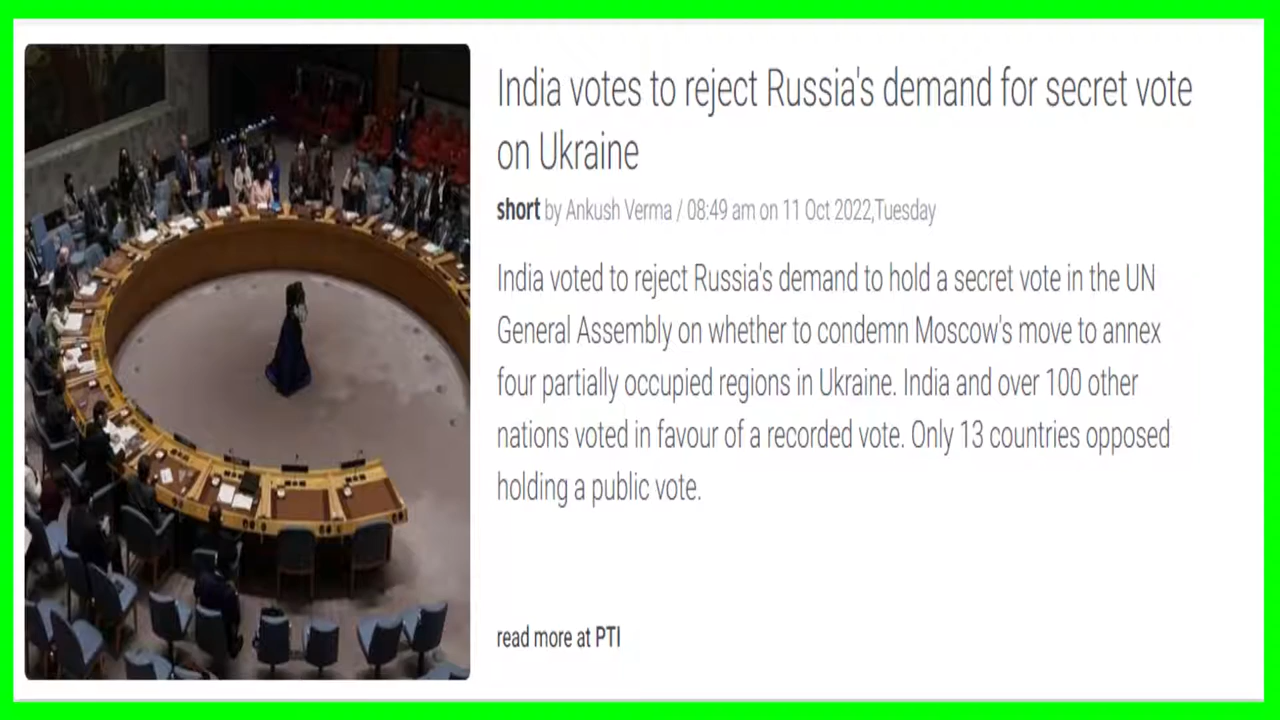 India votes to reject Russia's demand for secret vote
on Ukraine
short by Ankush Verma / 08:49 am on 11 Oct 2022,Tuesday
India voted to reject Russia's demand to hold a secret vote in the UN
General Assembly on whether to condemn Moscow's move to annex
four partially occupied regions in Ukraine. India and over 100 other
nations voted in favour of a recorded vote. Only 13 countries opposed
holding a public vote.
read more at PTI